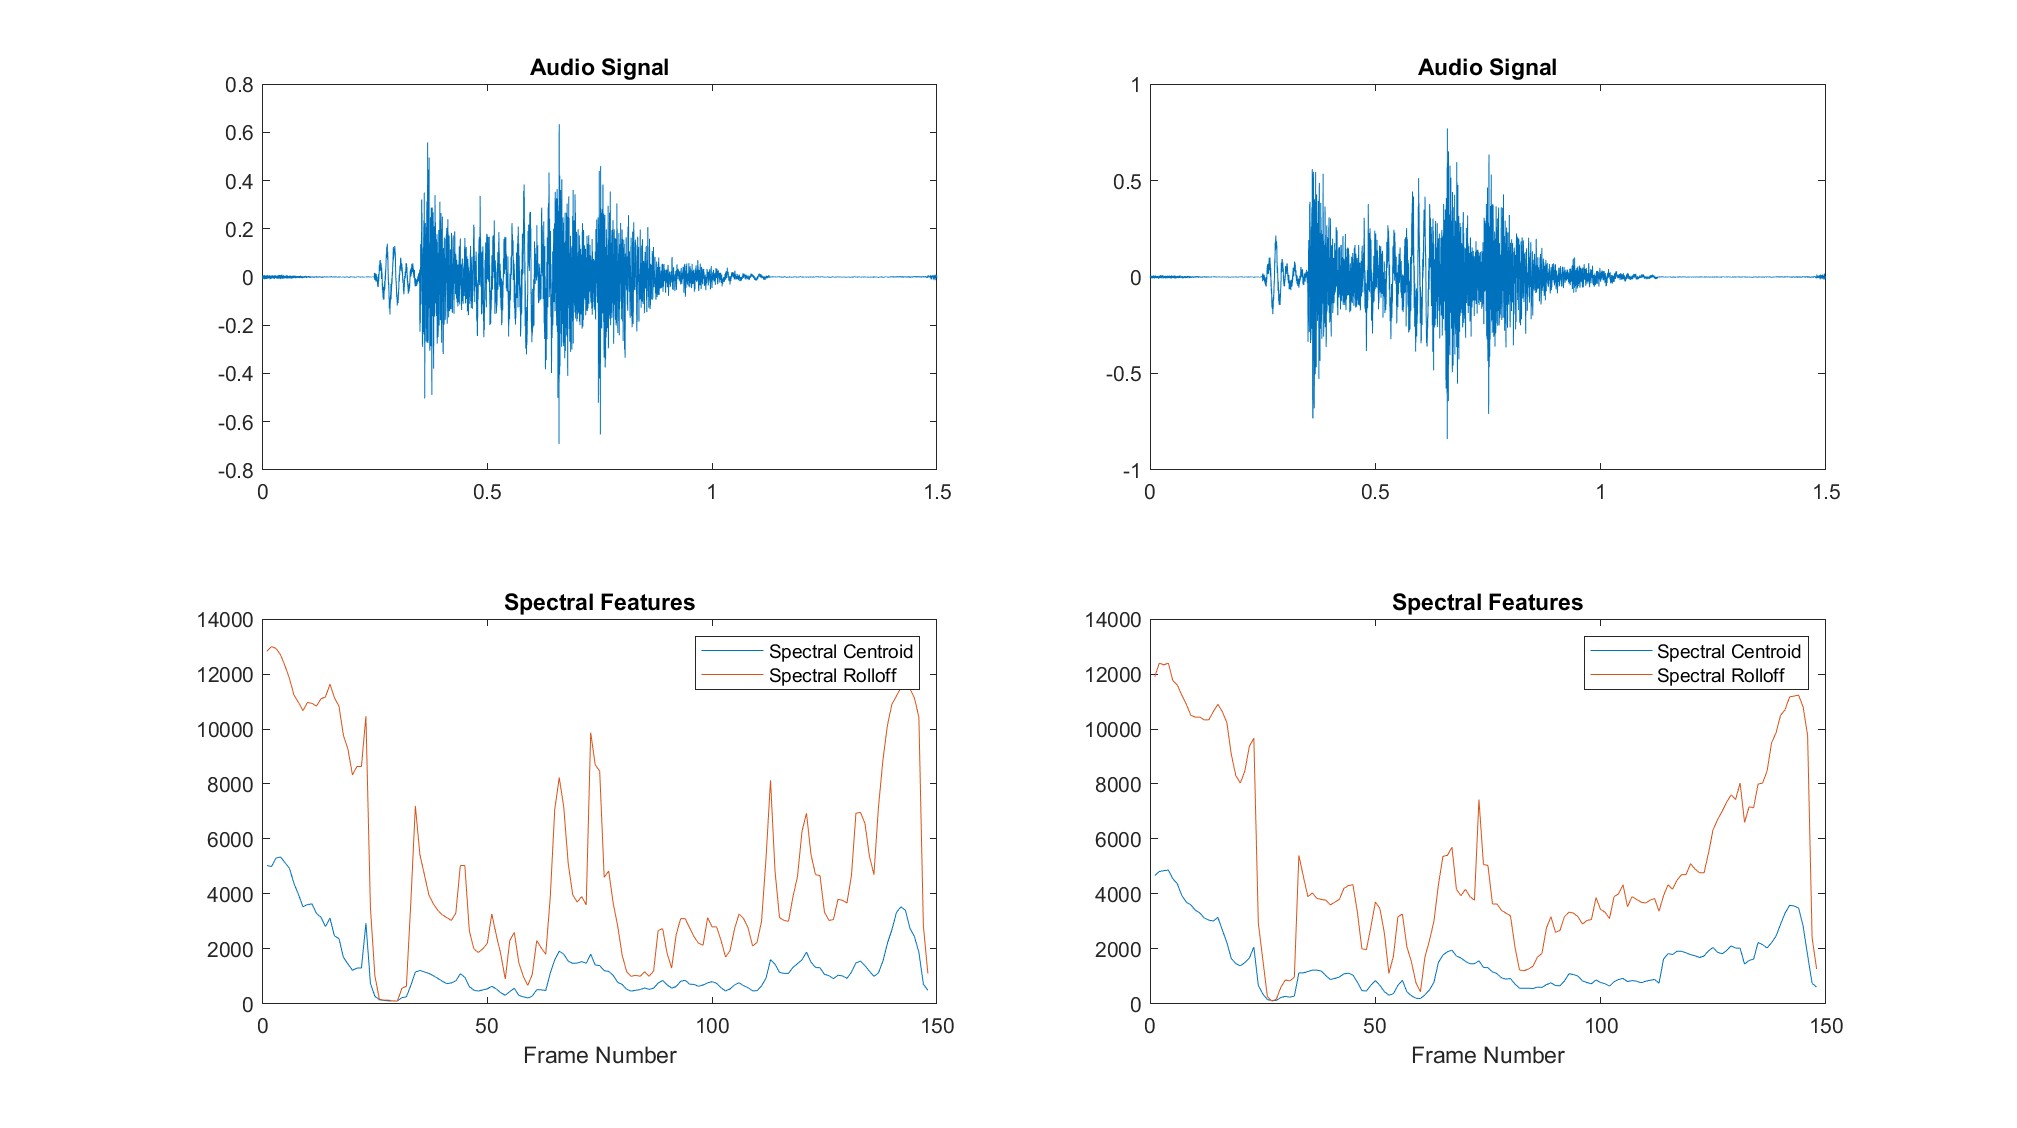 Audio Signal
0.8
0.6
0.4
0.2
0
-0.2
-0.4
-0.6
-0.8
0 0.5 1 1.5
Audio Signal
1
0.5
0
-0.5
-1
0 0.5 1 1.5
Spectral Features
14000
12000
10000
8000
6000
4000
2000
0
Spectral Centroid
Spectral Rolloff
0 50 100 150
Frame Number
Spectral Features
14000
12000
10000
8000
6000
4000
2000
0
Spectral Centroid
Spectral Rolloff
0 50 100 150
Frame Number